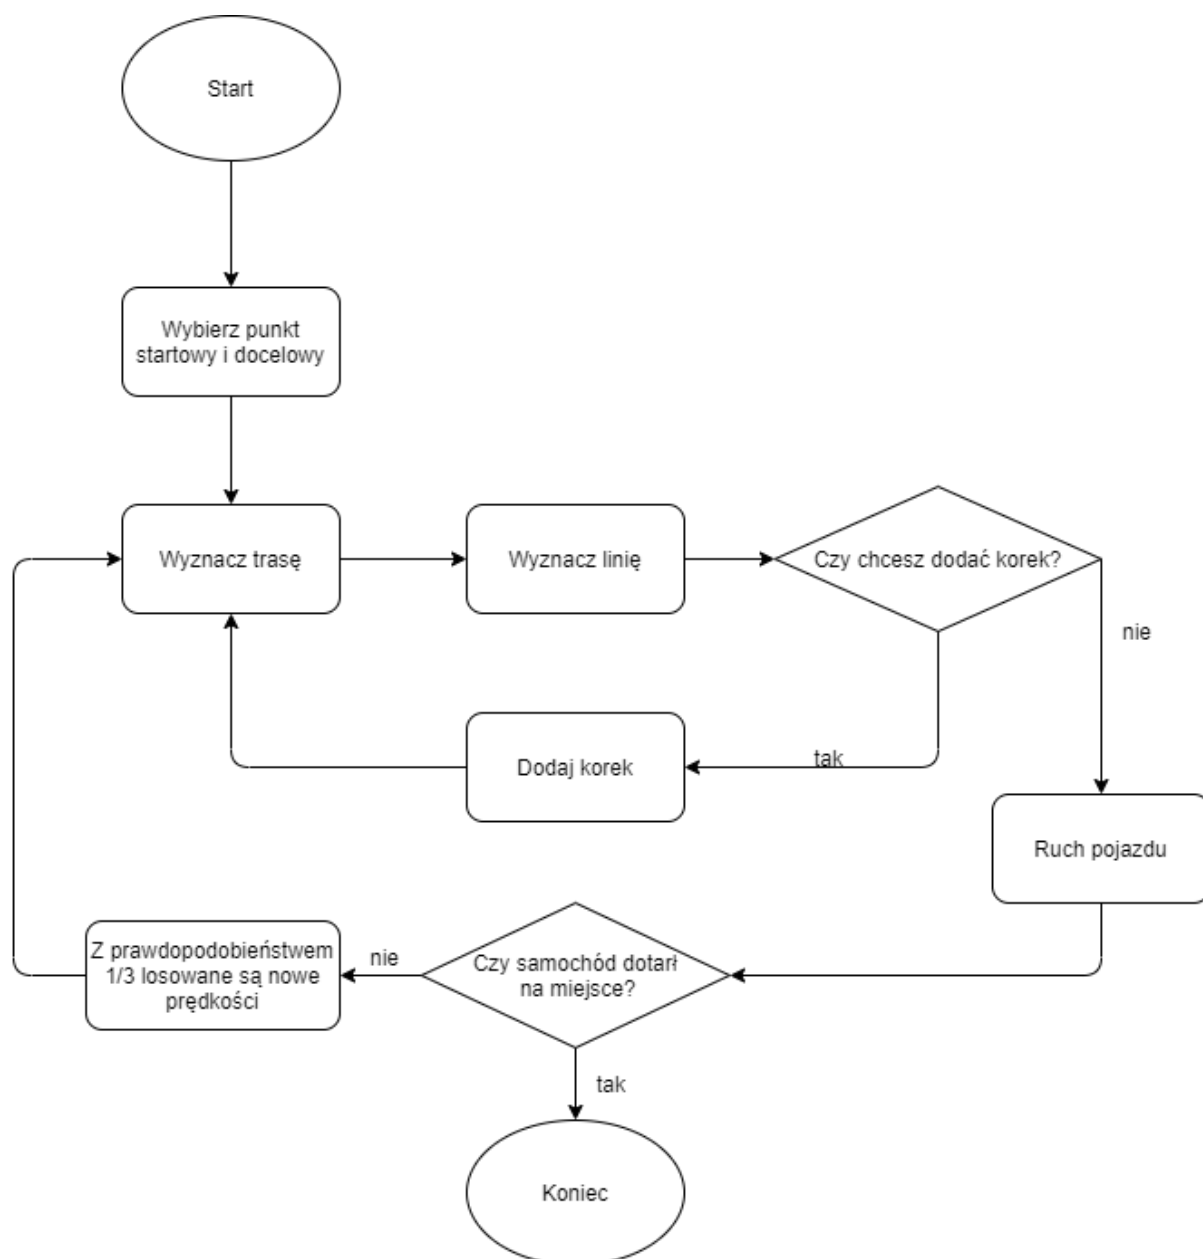 Start
Wybierz punkt
startowy i docelowy
Wyznacz trasę
Wyznacz linię
Czy chcesz dodać korek?
nie
tak
Dodaj korek
Ruch pojazdu
Czy samochód dotarł
na miejsce?
nie
Z prawdopodobieństwem
1/3 losowane są nowe
prędkości
tak
Koniec